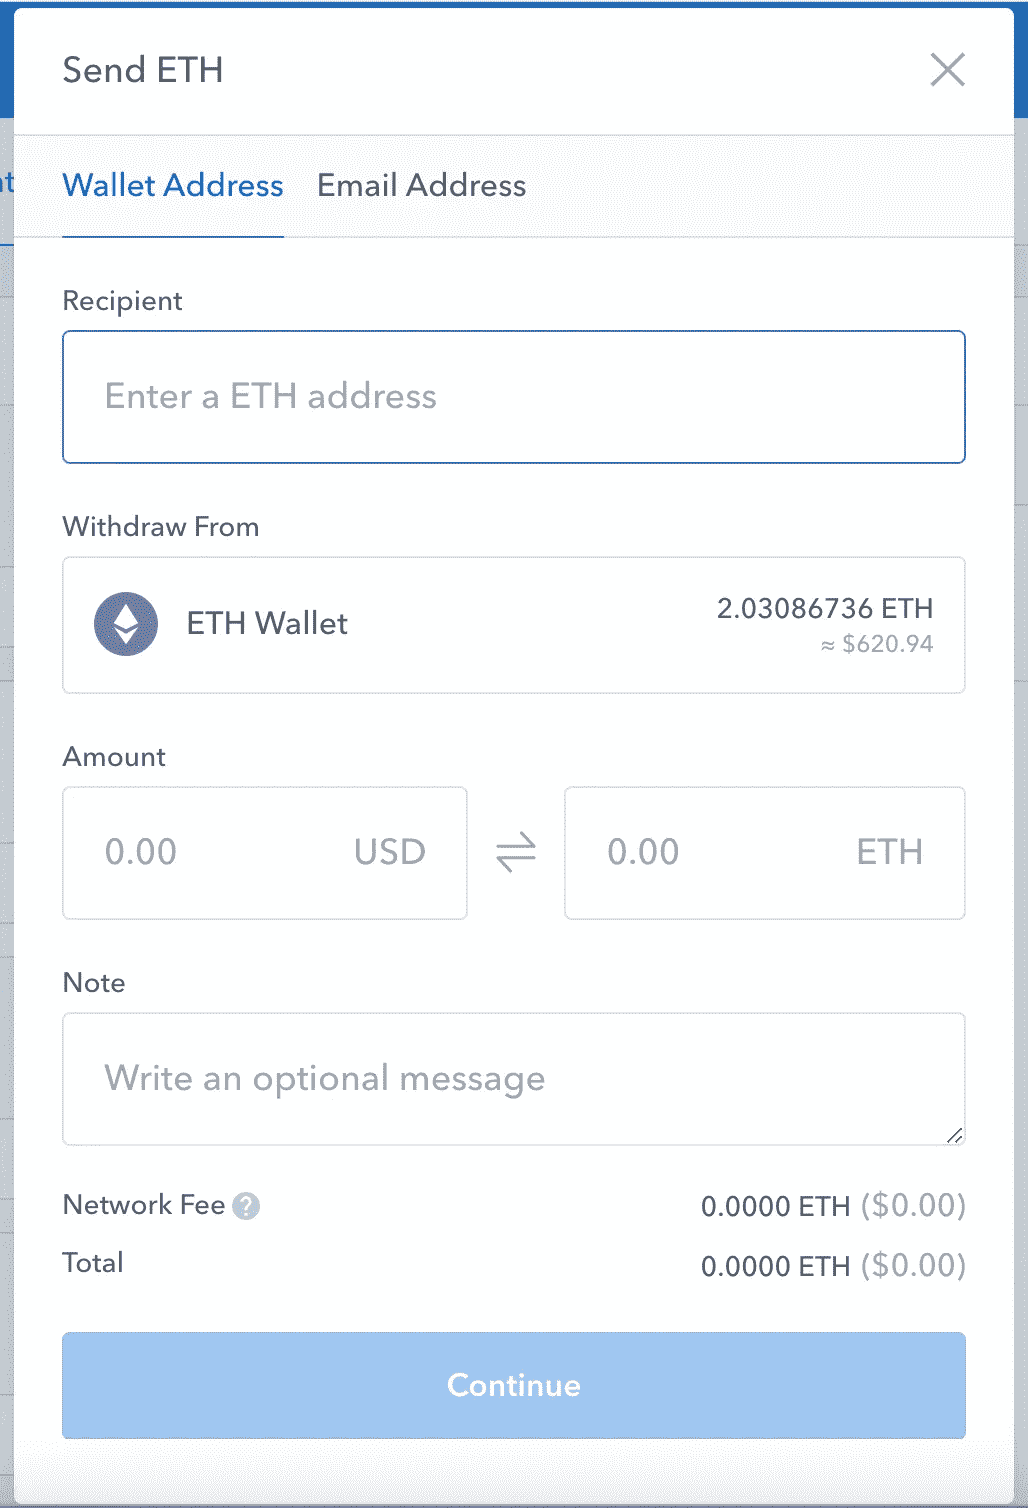 Send ETH
Wallet Address Email Address
Recipient
Enter a ETH address
Withdraw From
ETH Wallet
2.03086736 ETH
≈ $620.94
Amount
0.00 USD
0.00 ETH
Note
Write an optional message
Network Fee ? 0.0000 ETH ($0.00)
Total 0.0000 ETH ($0.00)
Continue